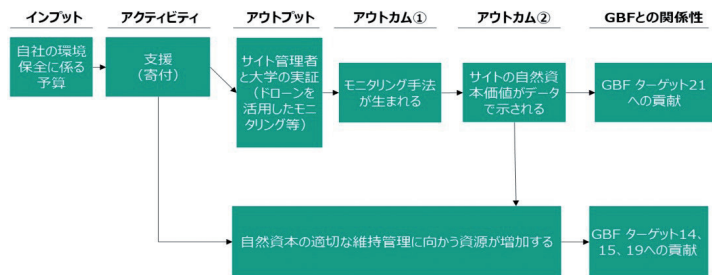 インプット
アクティビティ
アウトプット
アウトカム①
アウトカム②
GBFとの関係性
自社の環境
保全に係る
予算
支援
(寄付)
サイト管理者
と大学の実証
(ドローンを
活用したモニ
タリング等)
モニタリング手法
が生まれる
サイトの自然資
本価値がデータ
で示される
GBF ターゲット21
への貢献
自然資本の適切な維持管理に向かう資源が増加する
GBF ターゲット14、
15、19への貢献